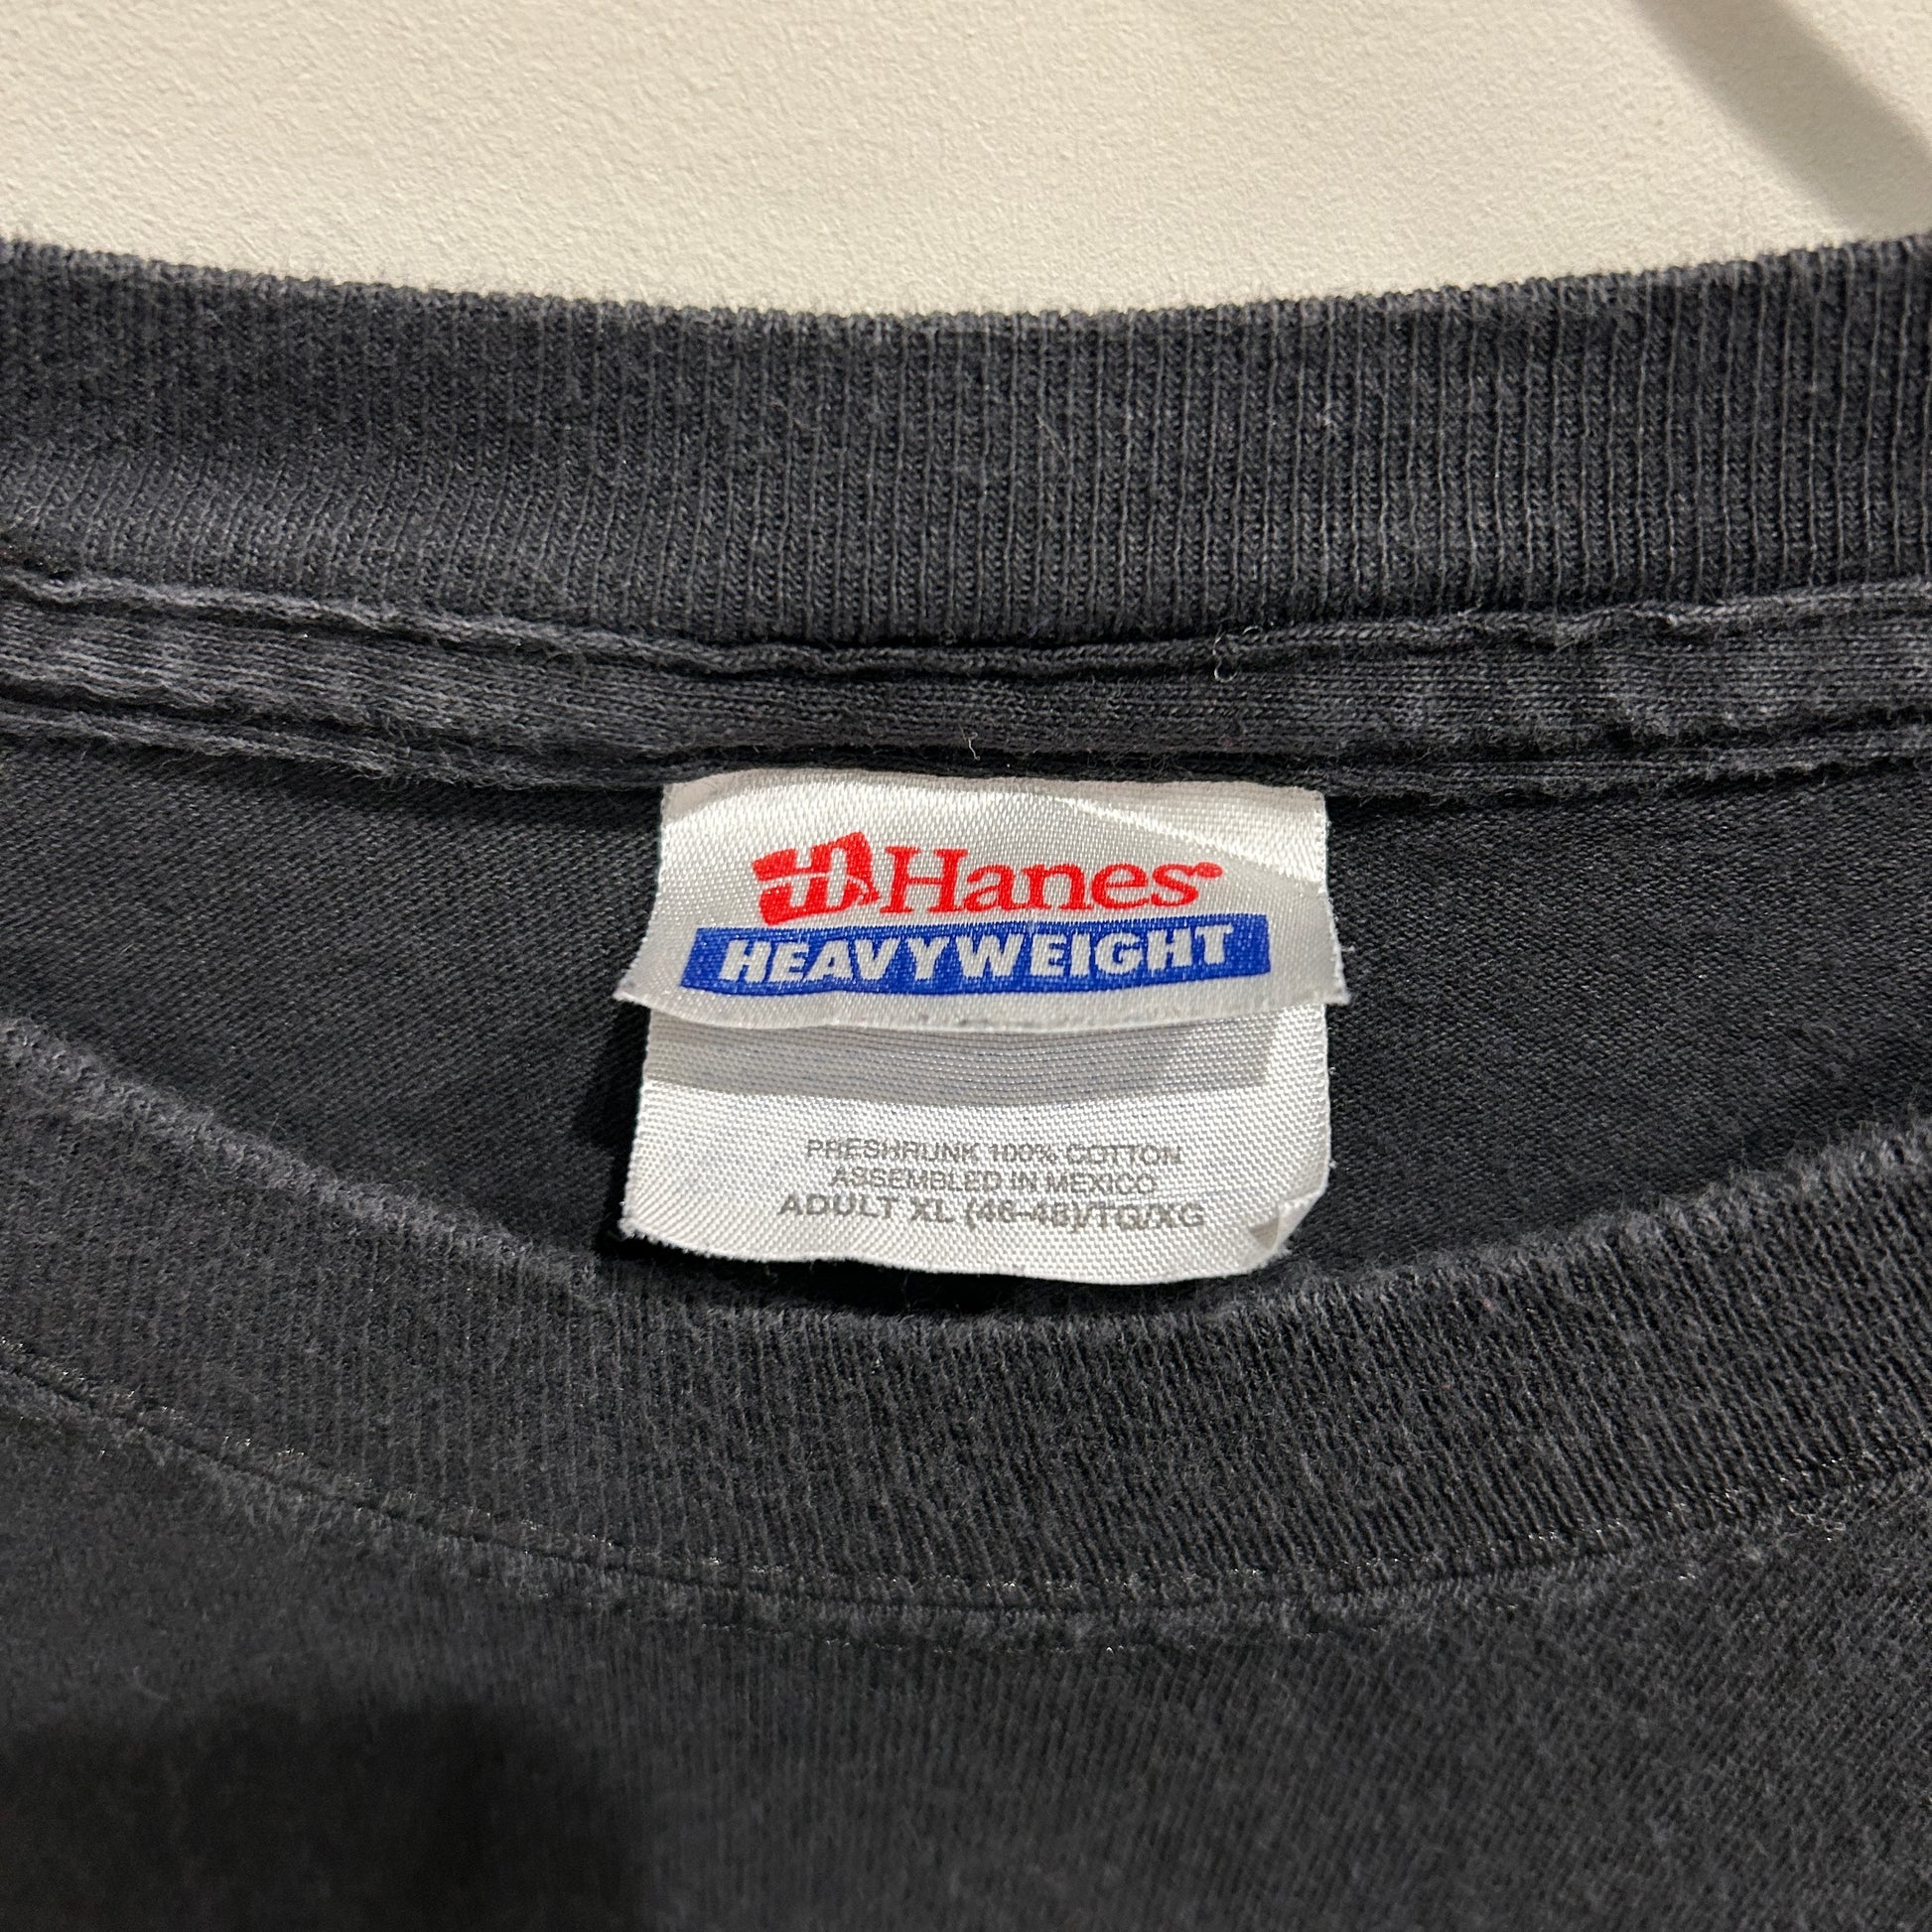 Hanes
HEAVYWEIGHT
PRESHRUNK 100% COTTON
ASSEMBLED IN MEXICO
ADULT XL (46-48)/TG/XG